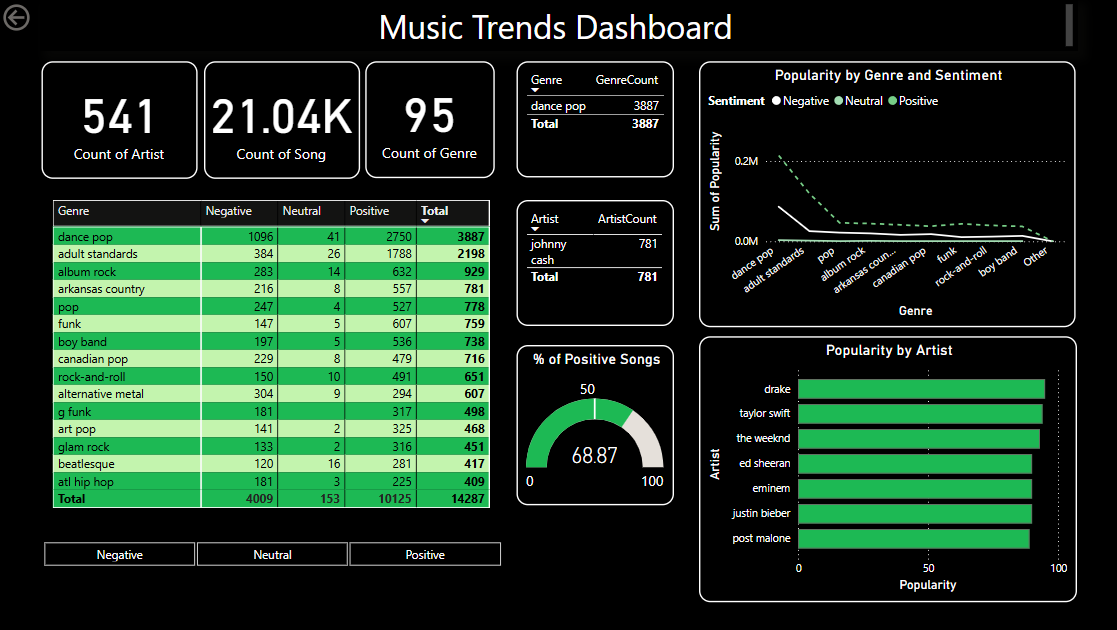 Music Trends Dashboard
541
Count of Artist
21.04K
Count of Song
95
Count of Genre
Genre GenreCount
dance pop 3887
Total 3887
Artist ArtistCount
johnny
cash 781
Total 781
% of Positive Songs
50
68.87
0 100
Genre Negative Neutral Positive Total
dance pop 1096 41 2750 3887
adult standards 384 26 1788 2198
album rock 283 14 632 929
arkansas country 216 8 557 781
pop 247 4 527 778
funk 147 5 607 759
boy band 197 5 536 738
canadian pop 229 8 479 716
rock-and-roll 150 10 491 651
alternative metal 304 9 294 607
g funk 181 317 498
art pop 141 2 325 468
glam rock 133 2 316 451
beatlesque 120 16 281 417
atl hip hop 181 3 225 409
Total 4009 153 10125 14287
Negative Neutral Positive
Popularity by Genre and Sentiment
Sentiment Negative Neutral Positive
Sum of Popularity
0.2M
0.0M
dance pop
adult standards
pop
album rock
arkansas coun...
canadian pop
funk
rock-and-roll
boy band
Other
Genre
Popularity by Artist
Artist
drake
taylor swift
the weeknd
ed sheeran
eminem
justin bieber
post malone
0 50 100
Popularity